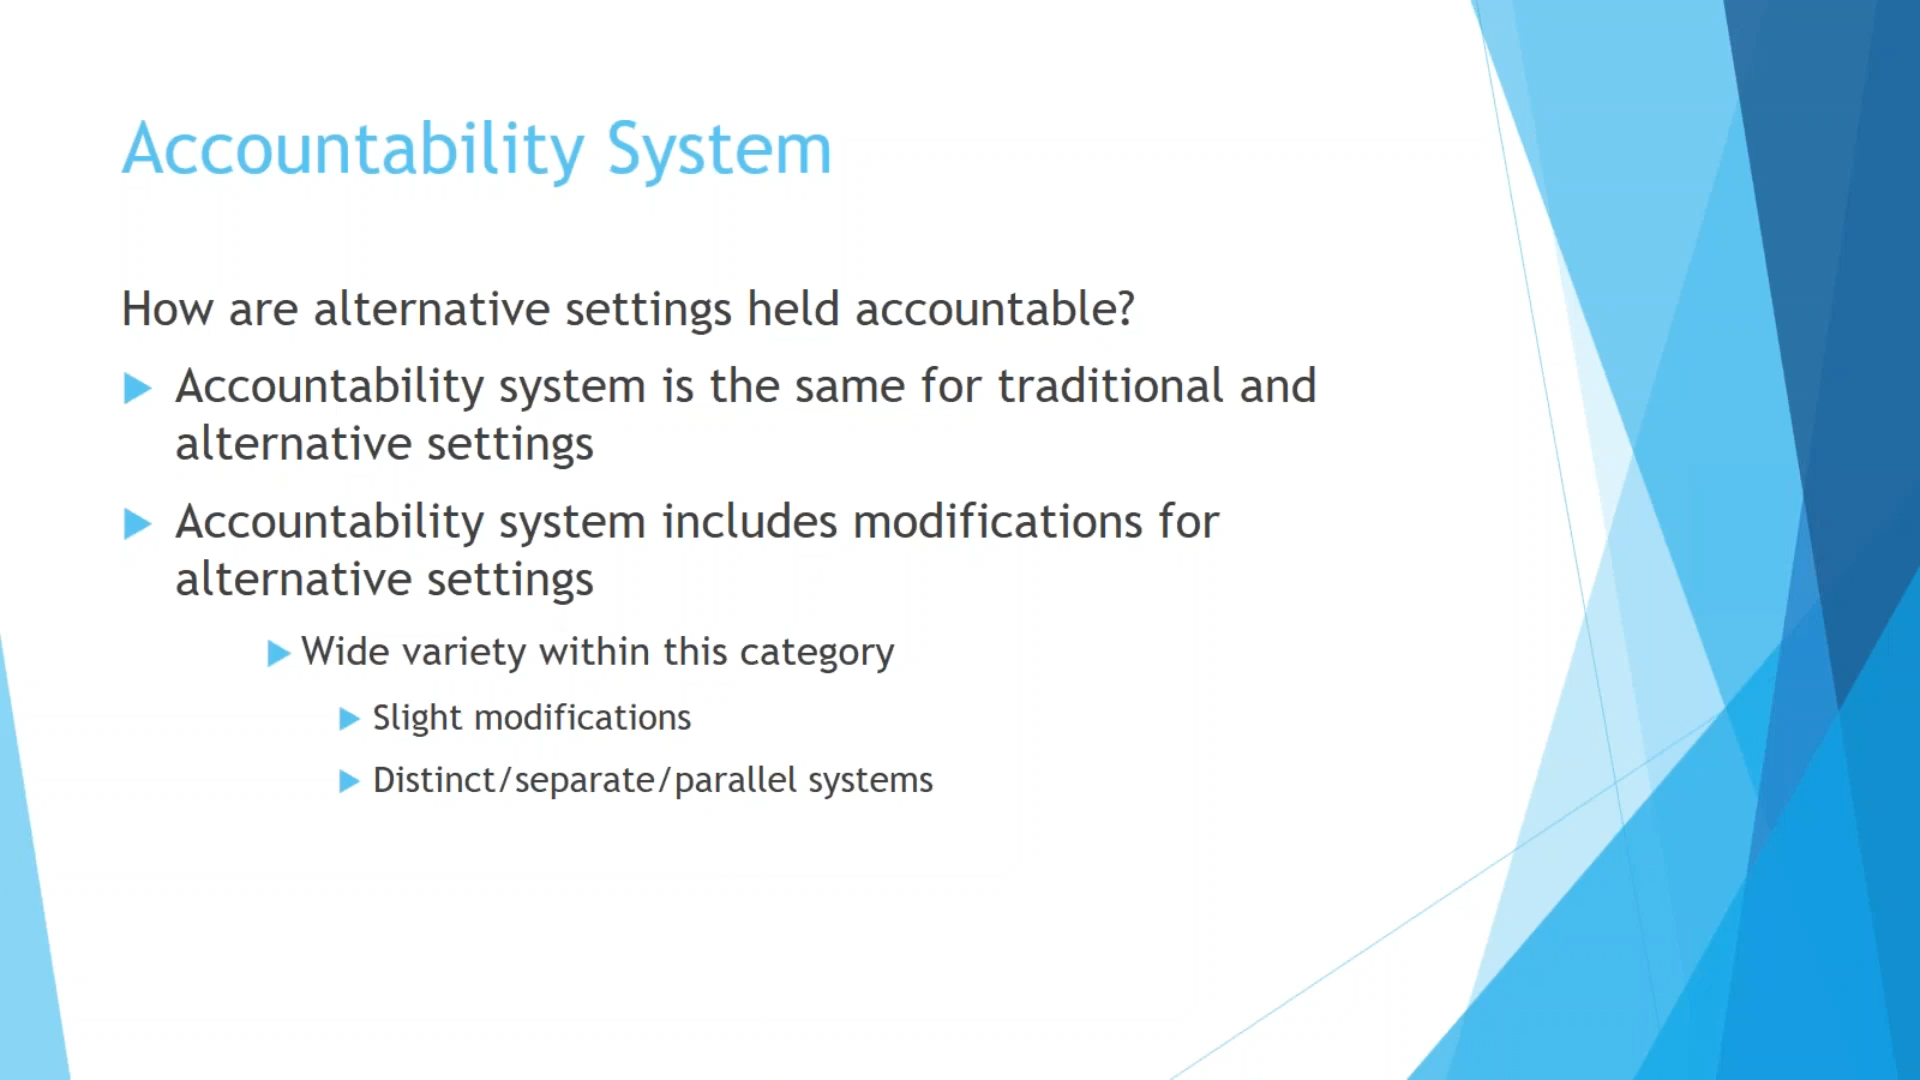 Accountability System
How are alternative settings held accountable?
Accountability system is the same for traditional and
alternative settings
Accountability system includes modifications for
alternative settings
Wide variety within this category
Slight modifications
Distinct/separate/parallel systems